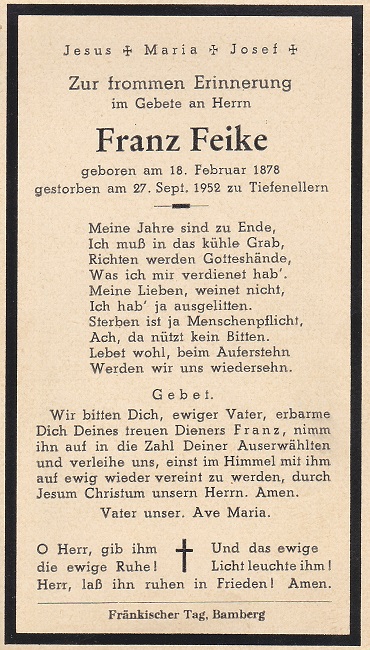 Jesus ✠ Maria ✠ Josef ✠
Zur frommen Erinnerung
im Gebete an Herrn
Franz Feike
geboren am 18. Februar 1878
gestorben am 27. Sept. 1952 zu Tiefenellern
Meine Jahre sind zu Ende,
Ich muß in das kühle Grab,
Richten werden Gotteshände,
Was ich mir verdienet hab'.
Meine Lieben, weinet nicht,
Ich hab' ja ausgelitten.
Sterben ist ja Menschenpflicht,
Ach, da nützt kein Bitten.
Lebet wohl, beim Auferstehn
Werden wir uns wiedersehn.
Gebet.
Wir bitten Dich, ewiger Vater, erbarme
Dich Deines treuen Dieners Franz, nimm
ihn auf in die Zahl Deiner Auserwählten
und verleihe uns, einst im Himmel mit ihm
auf ewig wieder vereint zu werden, durch
Jesum Christum unsern Herrn. Amen.
Vater unser. Ave Maria.
O Herr, gib ihm ✝ Und das ewige
die ewige Ruhe! Licht leuchte ihm!
Herr, laß ihn ruhen in Frieden! Amen.
Fränkischer Tag, Bamberg